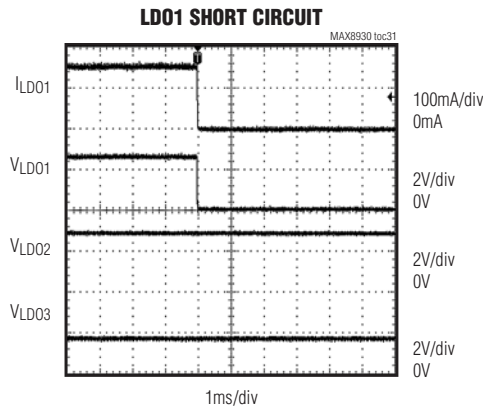 LDO1 SHORT CIRCUIT
MAX8930 toc31
ILDO1
100mA/div
0mA
VLDO1
2V/div
0V
VLDO2
2V/div
0V
VLDO3
2V/div
0V
1ms/div